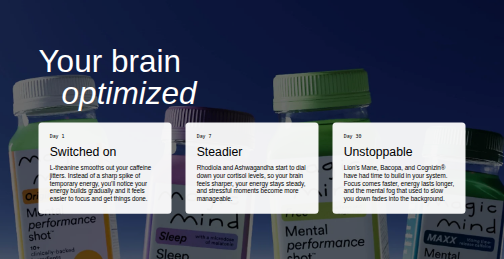 Your brain
optimized
Day 1
Switched on
L-theanine smooths out your caffeine
jitters. Instead of a sharp spike of
temporary energy, you'll notice your
energy builds gradually and it feels
easier to focus and get things done.
Day 7
Steadier
Rhodiola and Ashwagandha start to dial
down your cortisol levels, so your brain
feels sharper, your energy stays steady,
and stressful moments become more
manageable.
Day 30
Unstoppable
Lion's Mane, Bacopa, and Cognizin®
have had time to build in your system.
Focus comes faster, energy lasts longer,
and the mental fog that used to slow
you down fades into the background.
mind
performance
shot
Sleep
Mental
performance
shot
mind
MAXX